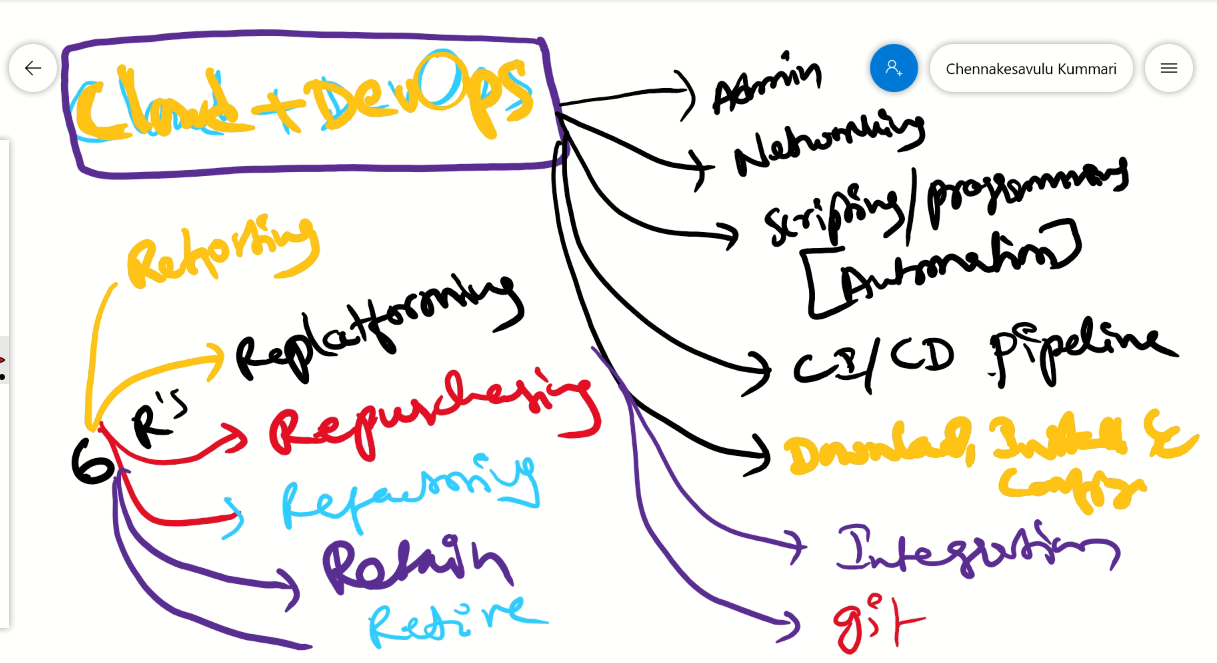 Cloud + DevOps
Chennakesavulu Kummari
Admin
Networking
Scripting/programming
[Automation]
CI/CD Pipeline
Download, Install &
Config
Integration
git
6 R's
Rehosting
Replatforming
Repurchasing
Refactoring
Retain
Retire